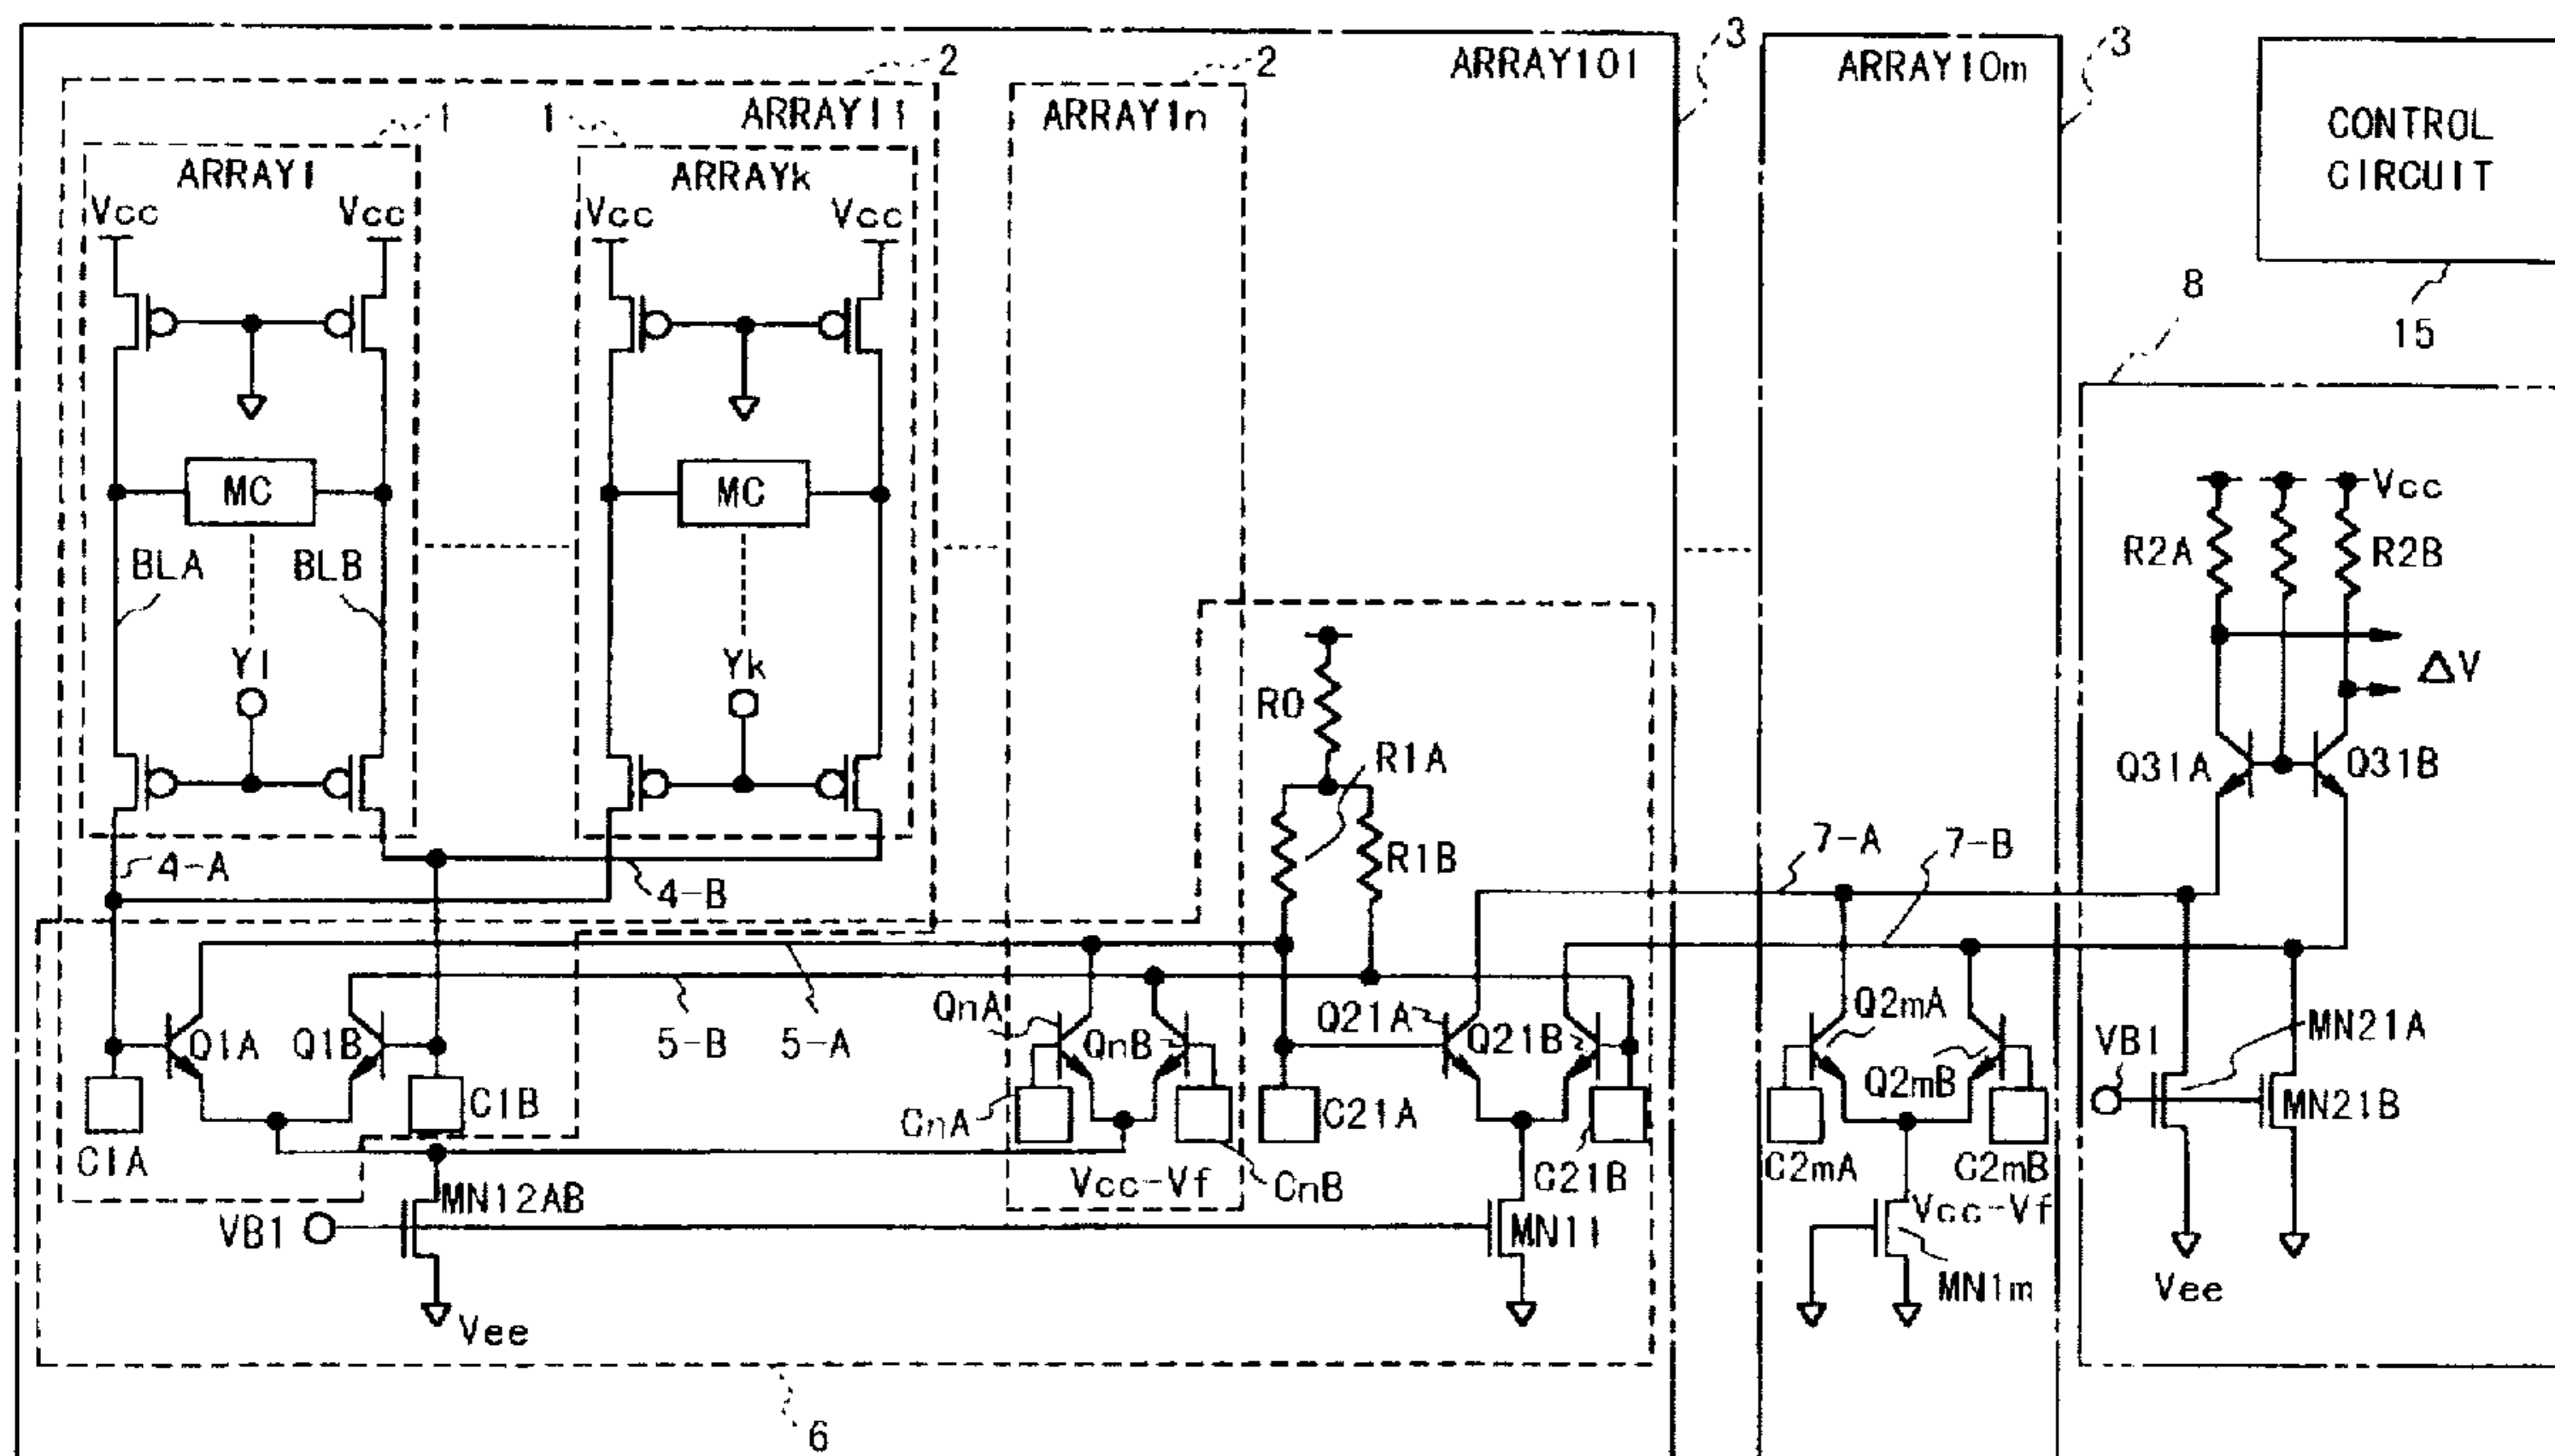 2
2
ARRAY101
3
ARRAY10m
3
CONTROL
CIRCUIT
15
1
1
ARRAY11
ARRAY1n
ARRAY1
ARRAYk
Vcc
Vcc
Vcc
Vcc
8
MC
MC
BLA
BLB
Y1
Yk
Vcc
R2A
R2B
ΔV
R0
R1A
R1B
Q31A
Q31B
4-A
4-B
7-A
7-B
5-B
5-A
Q1A
Q1B
QnA
QnB
Q21A
Q21B
Q2mA
Q2mB
VB1
MN21A
MN21B
C1A
C1B
CnA
CnB
C21A
C21B
C2mA
C2mB
Vcc-Vf
Vcc-Vf
MN12AB
VB1
MN11
MN1m
Vee
Vee
6